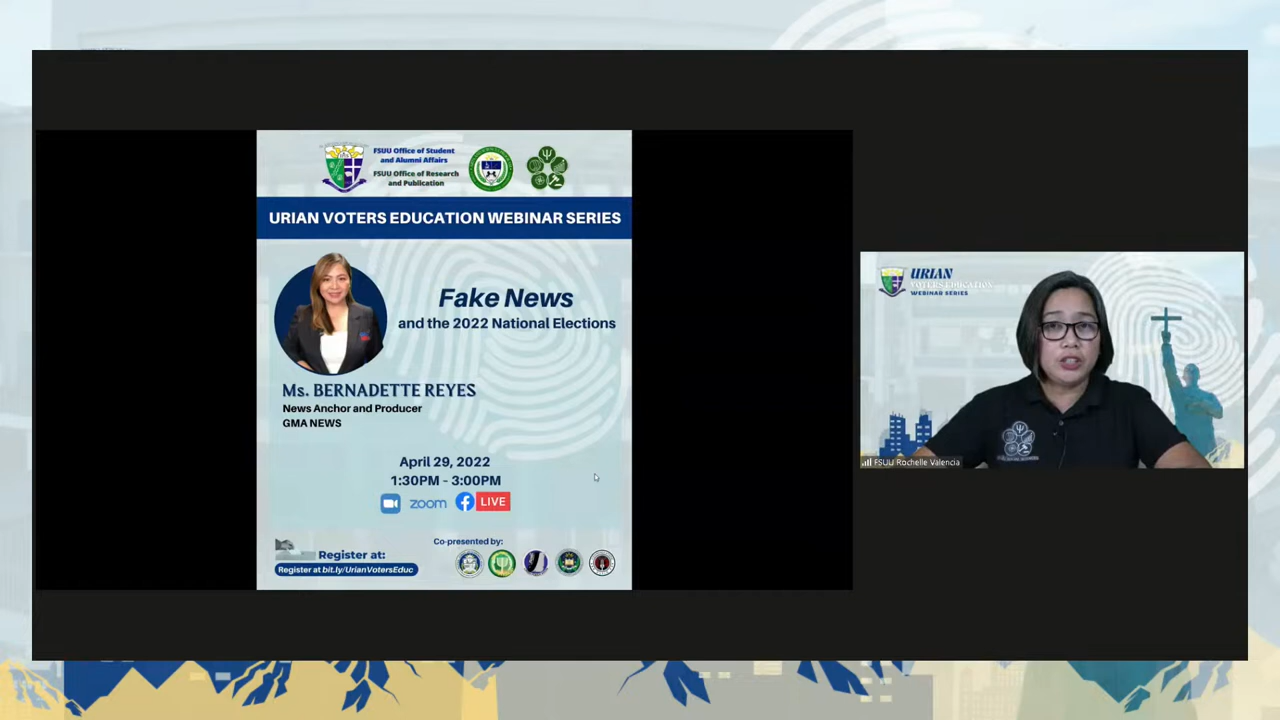 FSUU Office of Student
and Alumni Affairs
FSUU Office of Research
and Publication
URIAN VOTERS EDUCATION WEBINAR SERIES
Fake News
and the 2022 National Elections
Ms. BERNADETTE REYES
News Anchor and Producer
GMA NEWS
April 29, 2022
1:30PM - 3:00PM
zoom
LIVE
Co-presented by:
Register at:
Register at bit.ly/UrianVotersEduc
URIAN
VOTERS EDUCATION
WEBINAR SERIES
FSUU Rochelle Valencia